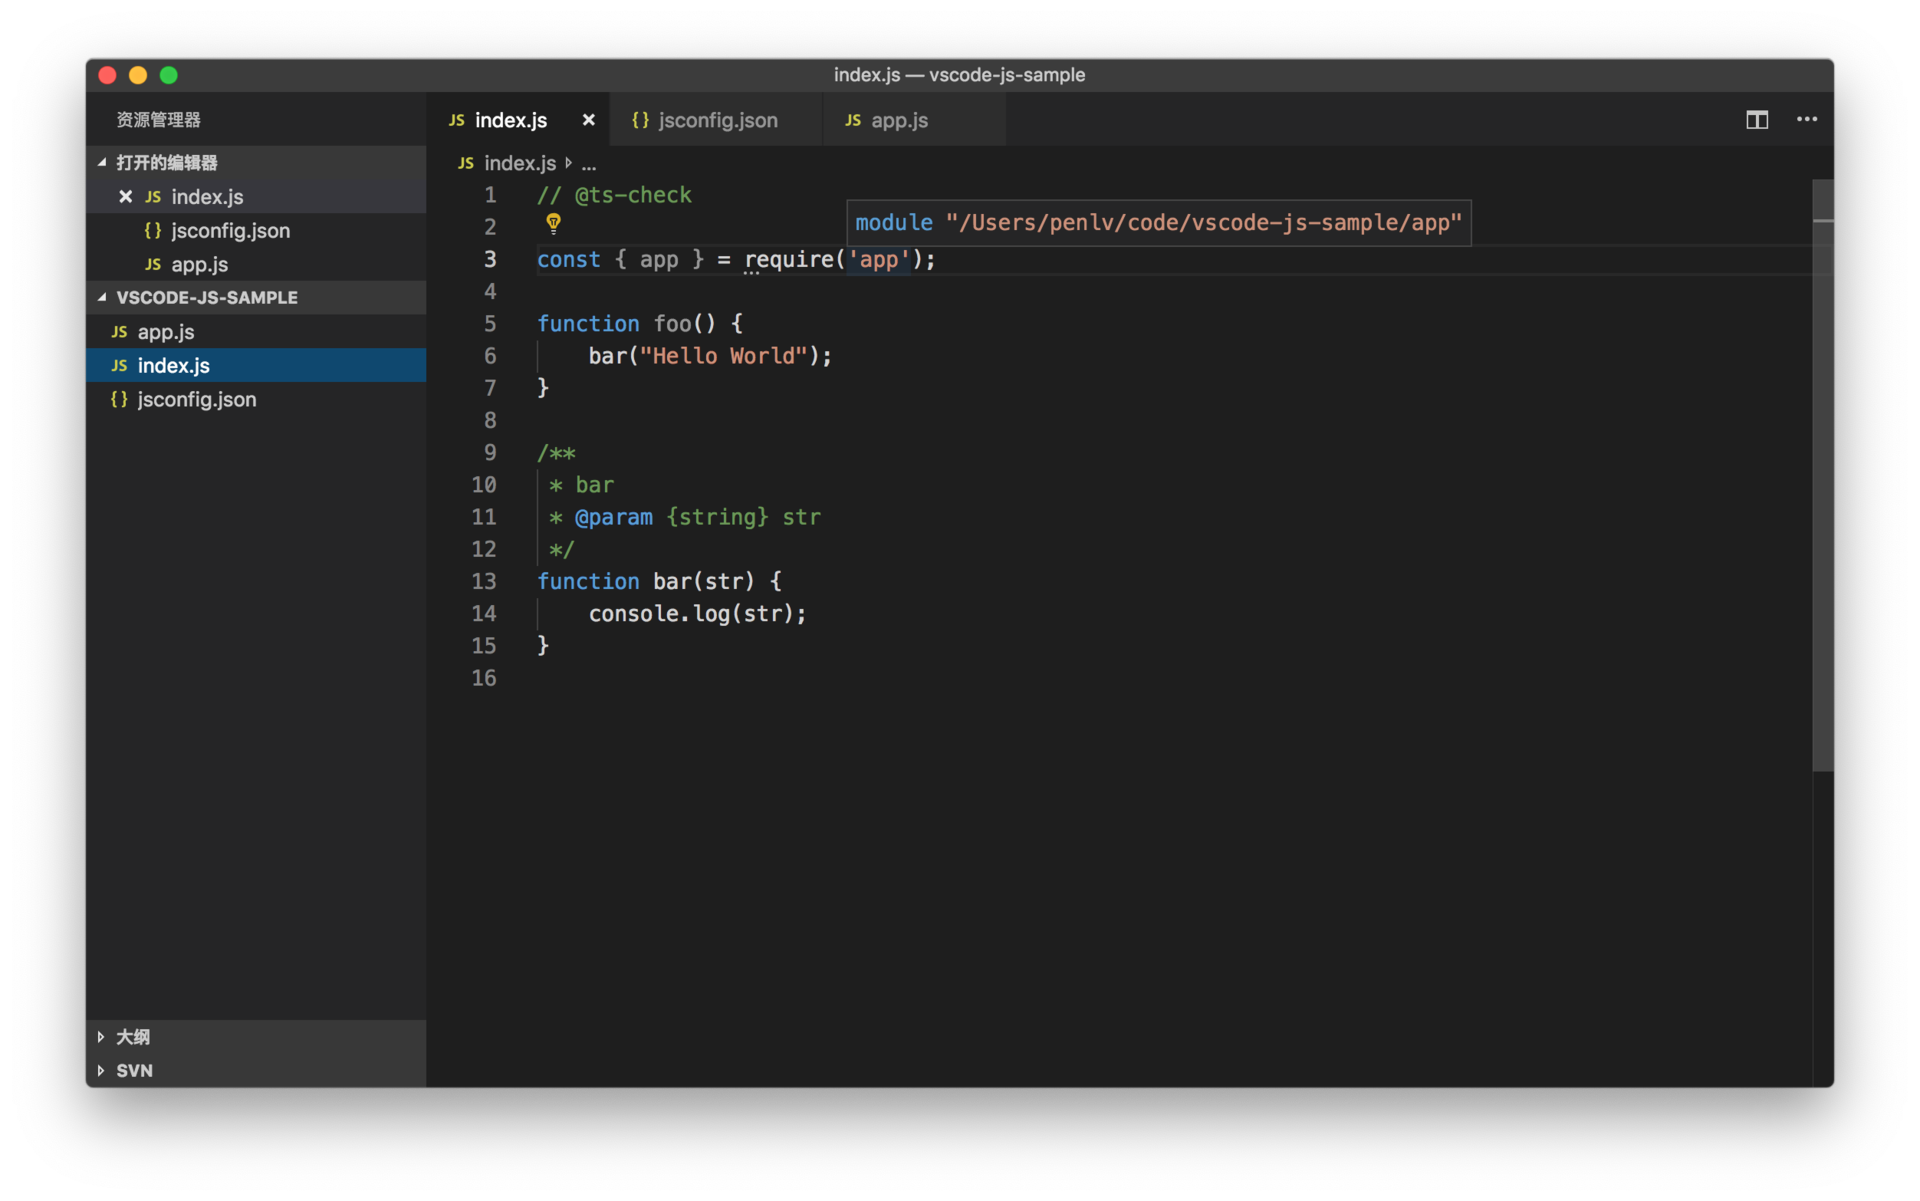 index.js — vscode-js-sample
资源管理器
打开的编辑器
JS index.js
{} jsconfig.json
JS app.js
VSCODE-JS-SAMPLE
JS app.js
JS index.js
{} jsconfig.json
大纲
SVN
JS index.js {} jsconfig.json JS app.js
JS index.js ...
1 // @ts-check
2
module "/Users/penlv/code/vscode-js-sample/app"
3 const { app } = require('app');
4
5 function foo() {
6 bar("Hello World");
7 }
8
9 /**
10 * bar
11 * @param {string} str
12 */
13 function bar(str) {
14 console.log(str);
15 }
16